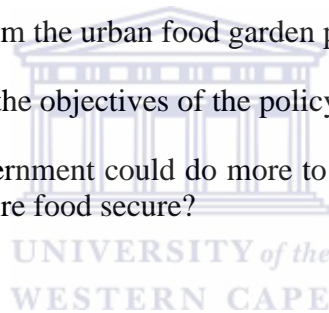 m the urban food garden p
the objectives of the policy
ernment could do more to
re food secure?
UNIVERSITY of the
WESTERN CAPE